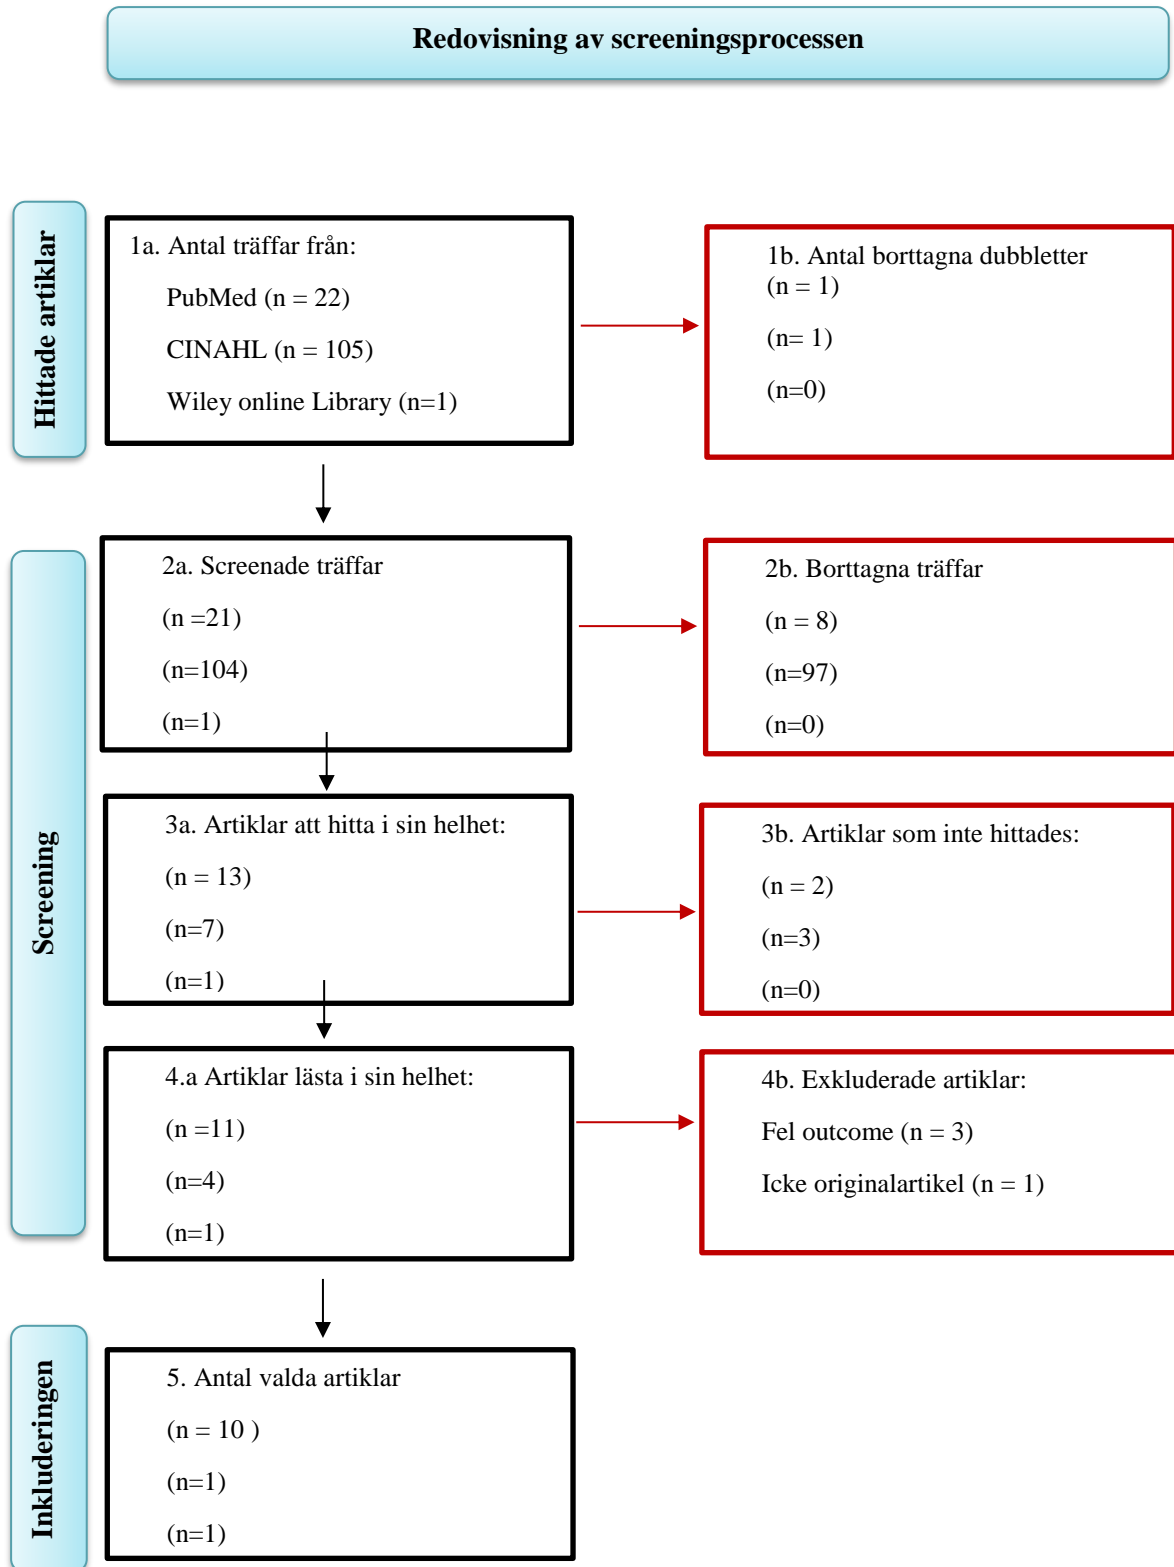 Redovisning av screeningsprocessen
Hittade artiklar
1a. Antal träffar från:
PubMed (n = 22)
CINAHL (n = 105)
Wiley online Library (n=1)
1b. Antal borttagna dubbletter
(n = 1)
(n= 1)
(n=0)
Screening
2a. Screenade träffar
(n =21)
(n=104)
(n=1)
2b. Borttagna träffar
(n = 8)
(n=97)
(n=0)
3a. Artiklar att hitta i sin helhet:
(n = 13)
(n=7)
(n=1)
3b. Artiklar som inte hittades:
(n = 2)
(n=3)
(n=0)
4.a Artiklar lästa i sin helhet:
(n =11)
(n=4)
(n=1)
4b. Exkluderade artiklar:
Fel outcome (n = 3)
Icke originalartikel (n = 1)
Inkluderingen
5. Antal valda artiklar
(n = 10 )
(n=1)
(n=1)